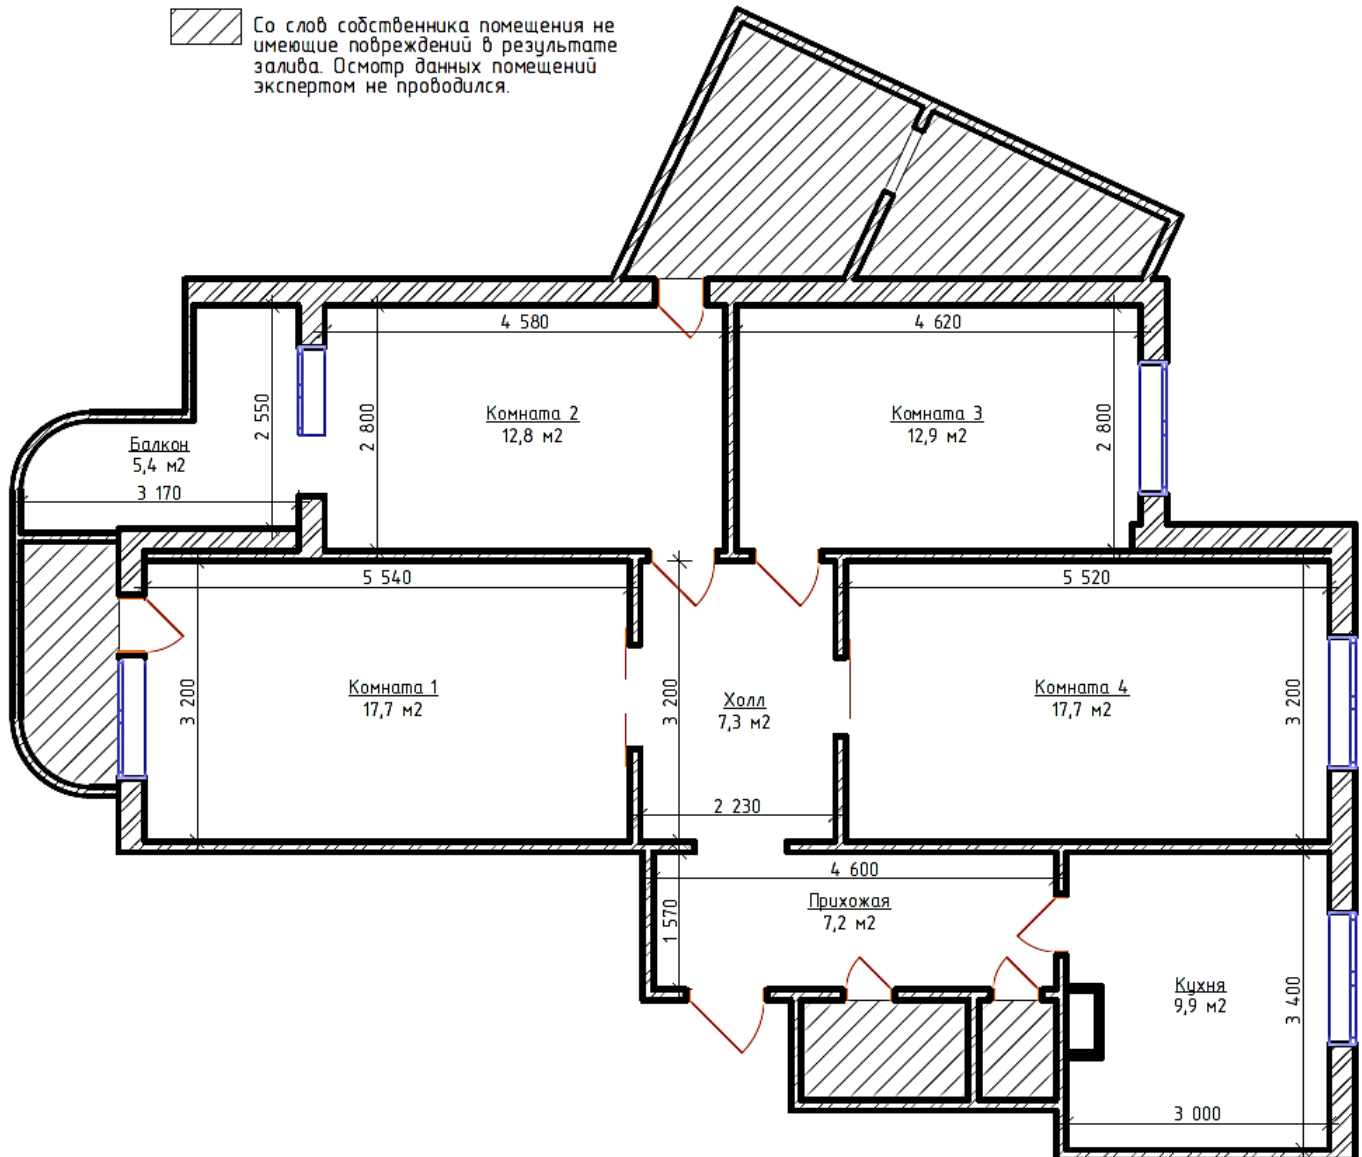 Со слов собственника помещения не
имеющие повреждений в результате
залива. Осмотр данных помещений
экспертом не проводился.
4 580
4 620
2 550
2 800
Комната 2
12,8 м2
Комната 3
12,9 м2
2 800
Балкон
5,4 м2
3 170
5 540
5 520
3 200
Комната 1
17,7 м2
3 200
Холл
7,3 м2
Комната 4
17,7 м2
3 200
2 230
4 600
1 570
Прихожая
7,2 м2
Кухня
9,9 м2
3 400
3 000